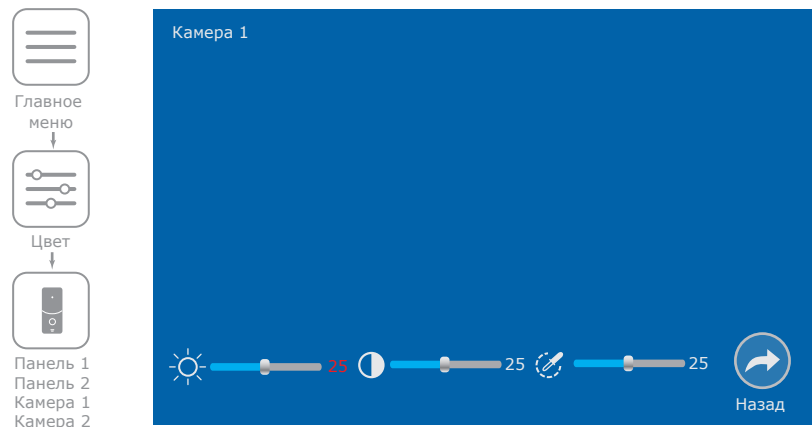 Главное
меню
Цвет
Панель 1
Панель 2
Камера 1
Камера 2
Камера 1
25
25
25
Назад